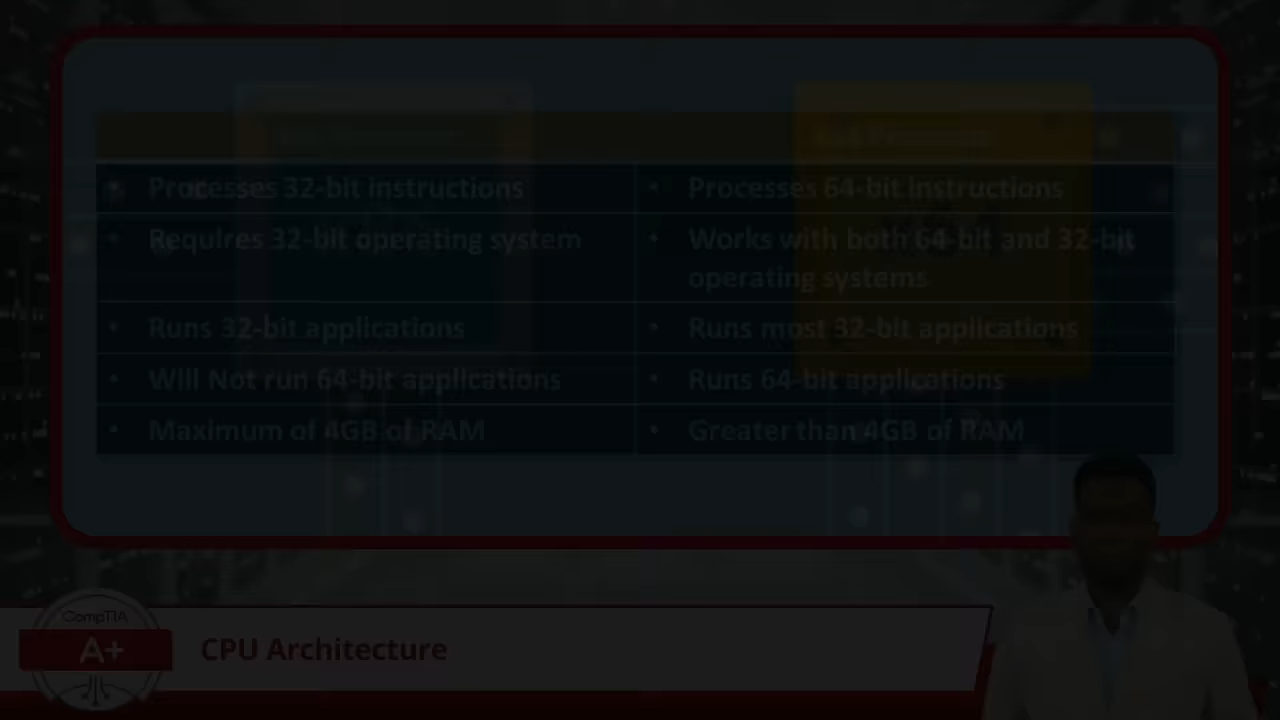 Processes 32-bit instructions
Processes 64-bit instructions
Requires 32-bit operating system
Works with both 64-bit and 32-bit
operating systems
Runs 32-bit applications
Runs most 32-bit applications
Will Not run 64-bit applications
Runs 64-bit applications
Maximum of 4GB of RAM
Greater than 4GB of RAM
CompTIA
A+
CPU Architecture